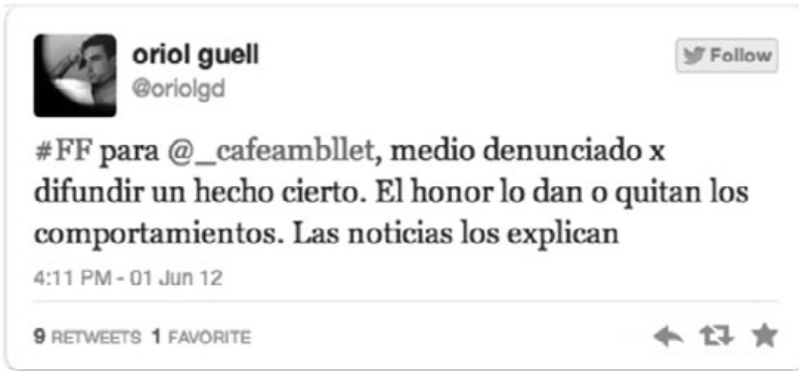 oriol guell
@oriolgd
Follow
#FF para @_cafeambllet, medio denunciado x
difundir un hecho cierto. El honor lo dan o quitan los
comportamientos. Las noticias los explican
4:11 PM - 01 Jun 12
9 RETWEETS 1 FAVORITE